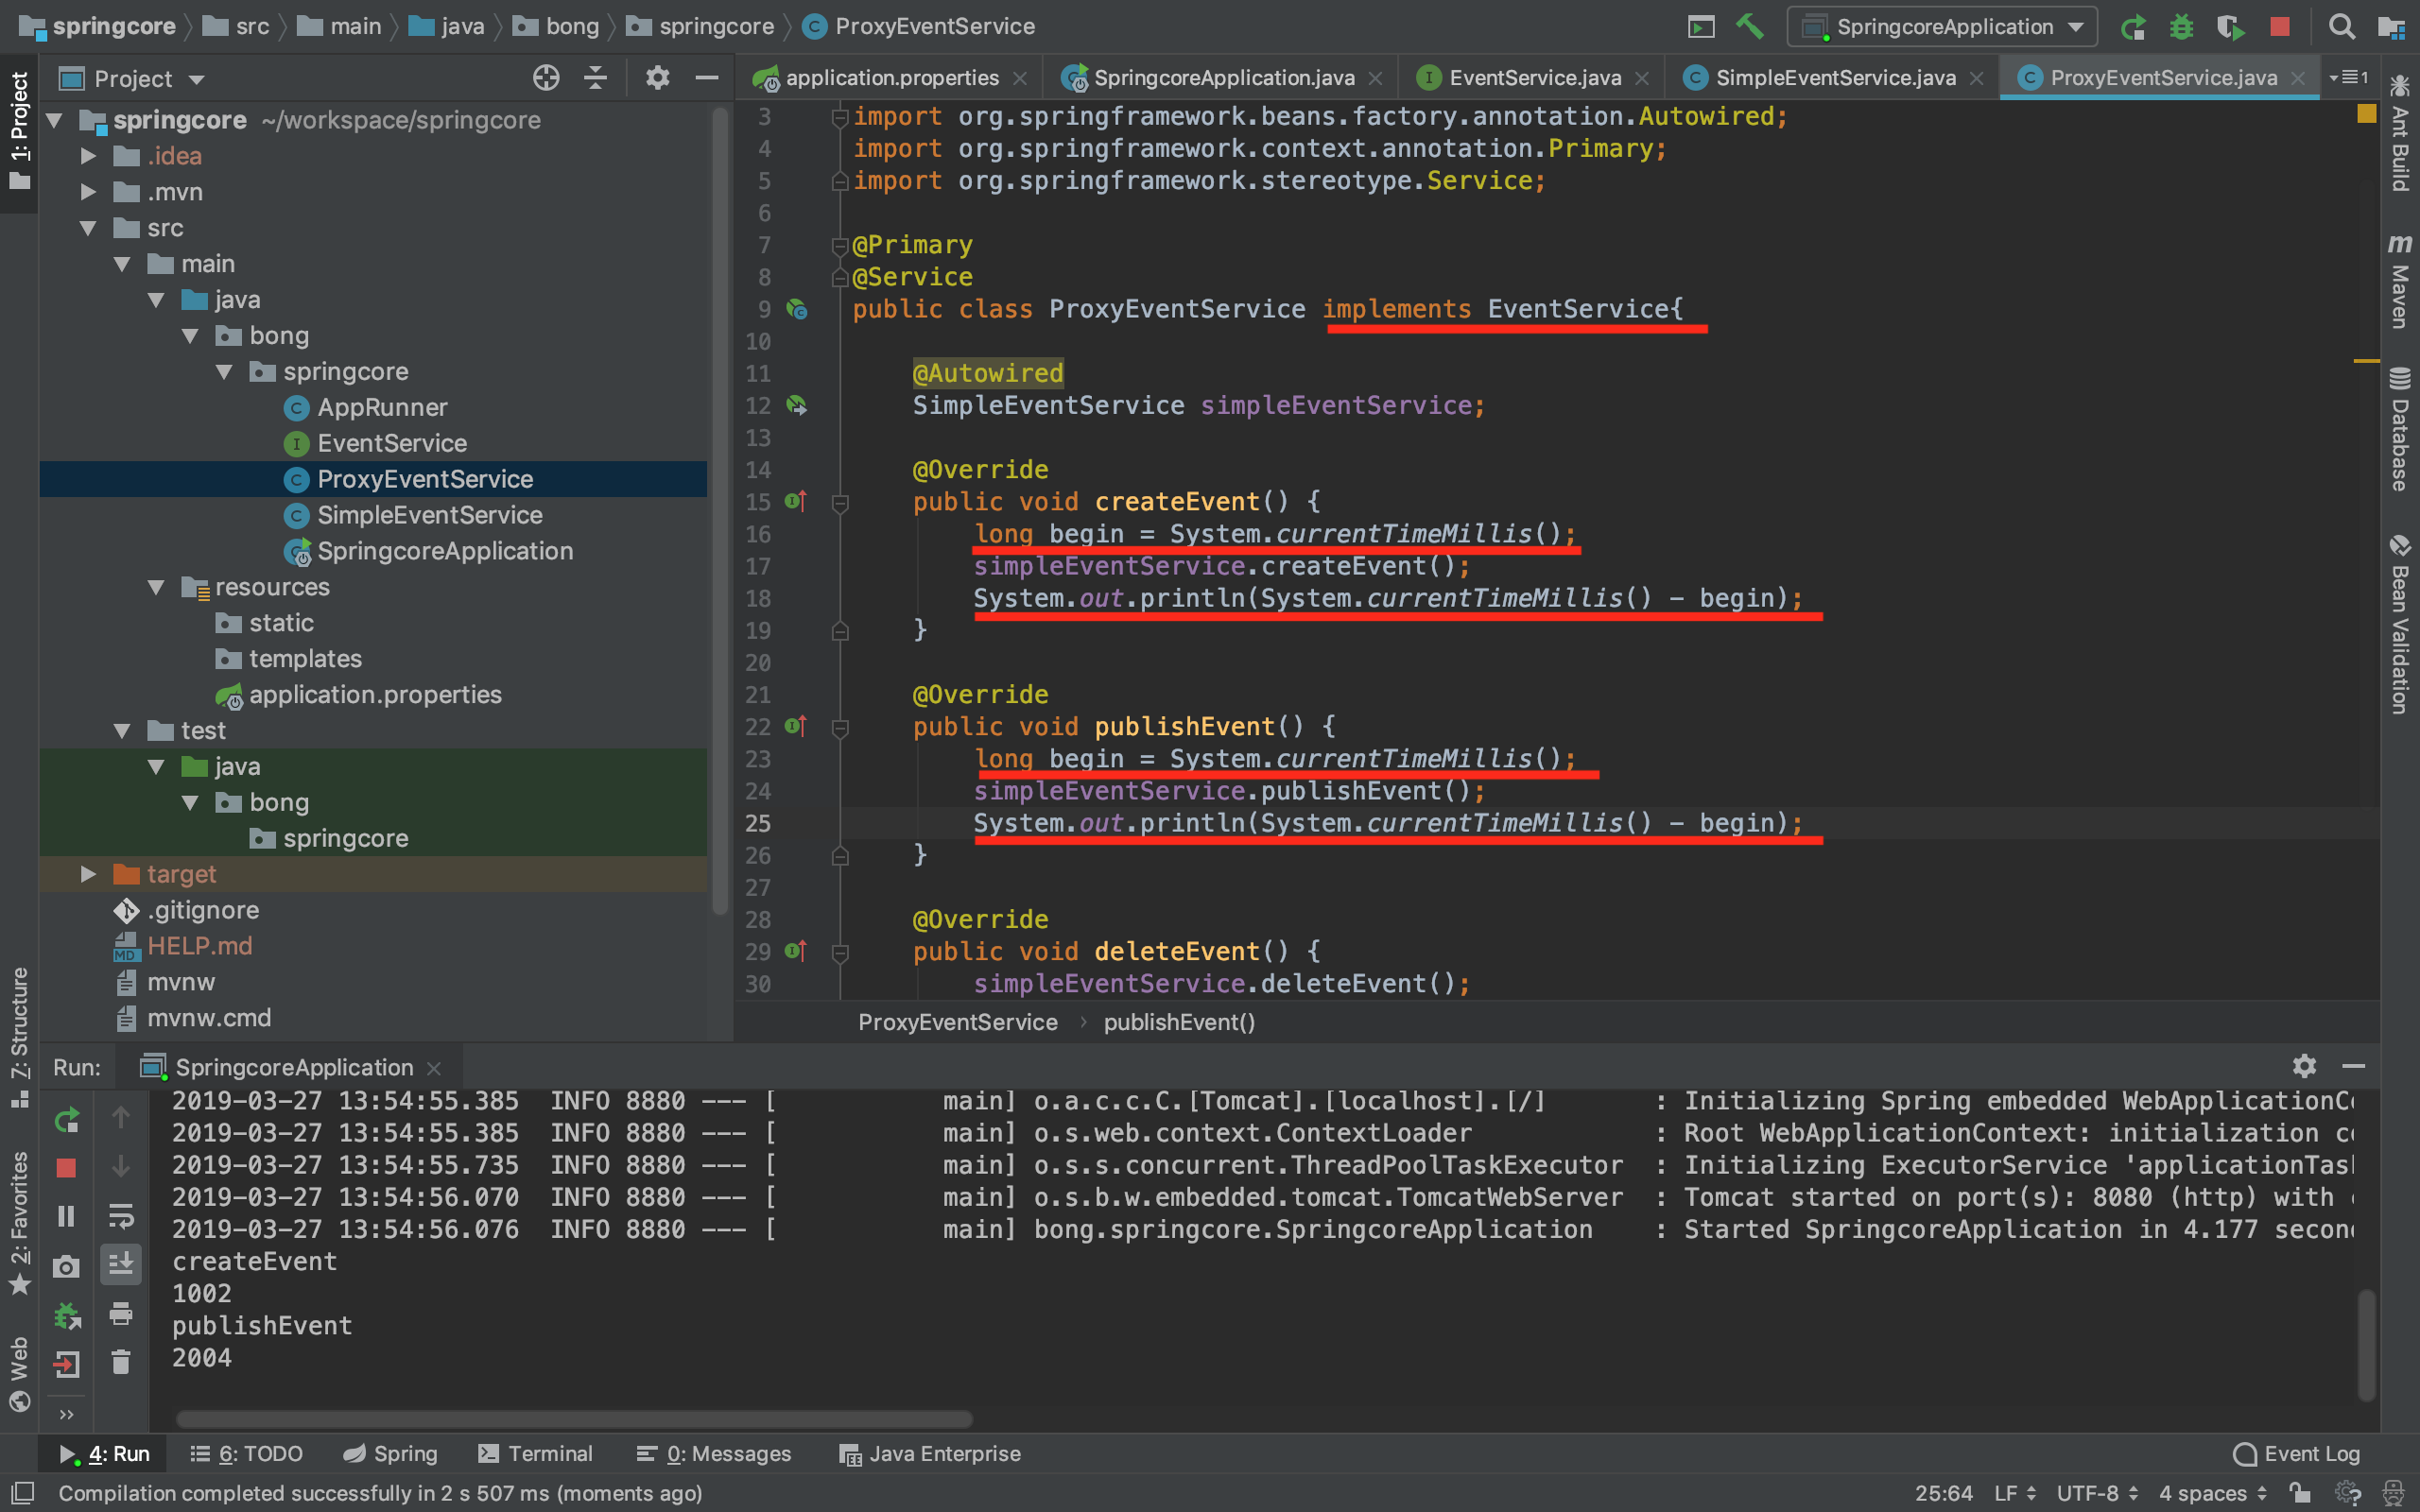 springcore src main java bong springcore ProxyEventService SpringcoreApplication
Project
application.properties SpringcoreApplication.java EventService.java SimpleEventService.java ProxyEventService.java 1
1: Project
7: Structure
2: Favorites
Web
springcore ~/workspace/springcore
.idea
.mvn
src
main
java
bong
springcore
AppRunner
EventService
ProxyEventService
SimpleEventService
SpringcoreApplication
resources
static
templates
application.properties
test
java
bong
springcore
target
.gitignore
HELP.md
mvnw
mvnw.cmd
3 import org.springframework.beans.factory.annotation.Autowired;
4 import org.springframework.context.annotation.Primary;
5 import org.springframework.stereotype.Service;
6
7 @Primary
8 @Service
9 public class ProxyEventService implements EventService{
10
11 @Autowired
12 SimpleEventService simpleEventService;
13
14 @Override
15 public void createEvent() {
16 long begin = System.currentTimeMillis();
17 simpleEventService.createEvent();
18 System.out.println(System.currentTimeMillis() - begin);
19 }
20
21 @Override
22 public void publishEvent() {
23 long begin = System.currentTimeMillis();
24 simpleEventService.publishEvent();
25 System.out.println(System.currentTimeMillis() - begin);
26 }
27
28 @Override
29 public void deleteEvent() {
30 simpleEventService.deleteEvent();
ProxyEventService › publishEvent()
Ant Build
m Maven
Database
Bean Validation
Run: SpringcoreApplication
2019-03-27 13:54:55.385 INFO 8880 --- [ main] o.a.c.c.C.[Tomcat].[localhost].[/] : Initializing Spring embedded WebApplicationCo
2019-03-27 13:54:55.385 INFO 8880 --- [ main] o.s.web.context.ContextLoader : Root WebApplicationContext: initialization co
2019-03-27 13:54:55.735 INFO 8880 --- [ main] o.s.s.concurrent.ThreadPoolTaskExecutor : Initializing ExecutorService 'applicationTask
2019-03-27 13:54:56.070 INFO 8880 --- [ main] o.s.b.w.embedded.tomcat.TomcatWebServer : Tomcat started on port(s): 8080 (http) with
2019-03-27 13:54:56.076 INFO 8880 --- [ main] bong.springcore.SpringcoreApplication : Started SpringcoreApplication in 4.177 secon
createEvent
1002
publishEvent
2004
4: Run 6: TODO Spring Terminal 0: Messages Java Enterprise Event Log
Compilation completed successfully in 2 s 507 ms (moments ago) 25:64 LF UTF-8 4 spaces